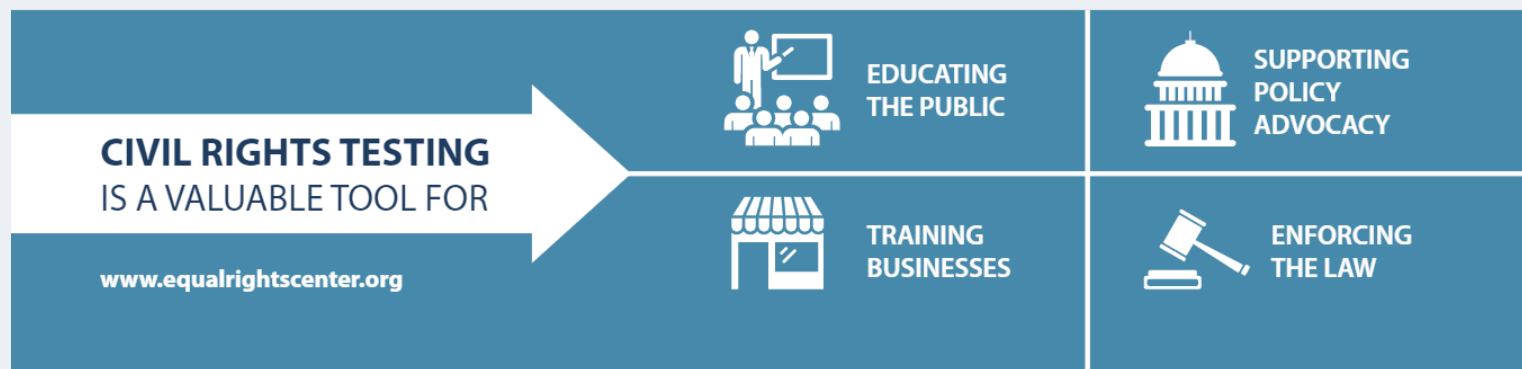 CIVIL RIGHTS TESTING
IS A VALUABLE TOOL FOR
www.equalrightscenter.org
EDUCATING
THE PUBLIC
SUPPORTING
POLICY
ADVOCACY
TRAINING
BUSINESSES
ENFORCING
THE LAW